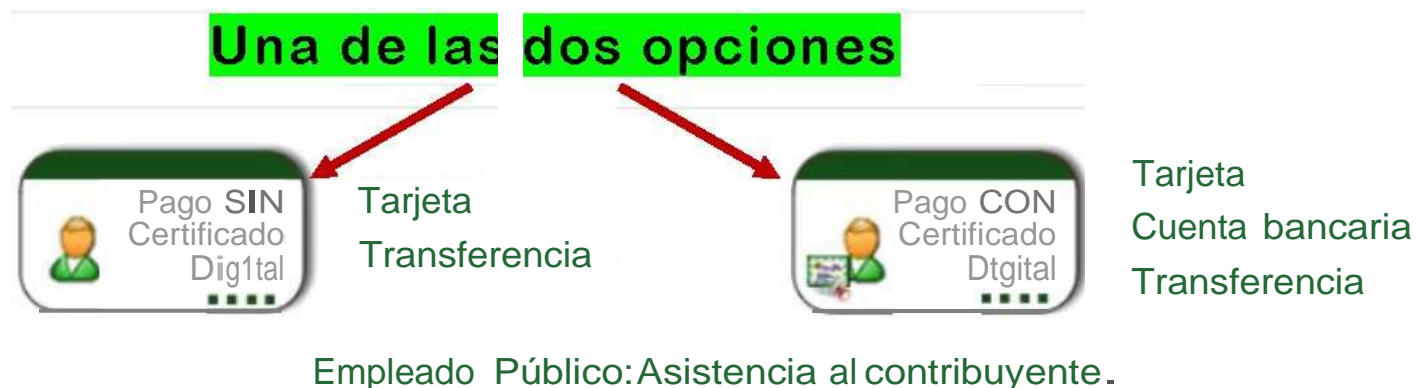 Una de las dos opciones
Pago SIN
Certificado
Dig1tal
Tarjeta
Transferencia
Pago CON
Certificado
Dtgital
Tarjeta
Cuenta bancaria
Transferencia
Empleado Público: Asistencia al contribuyente.